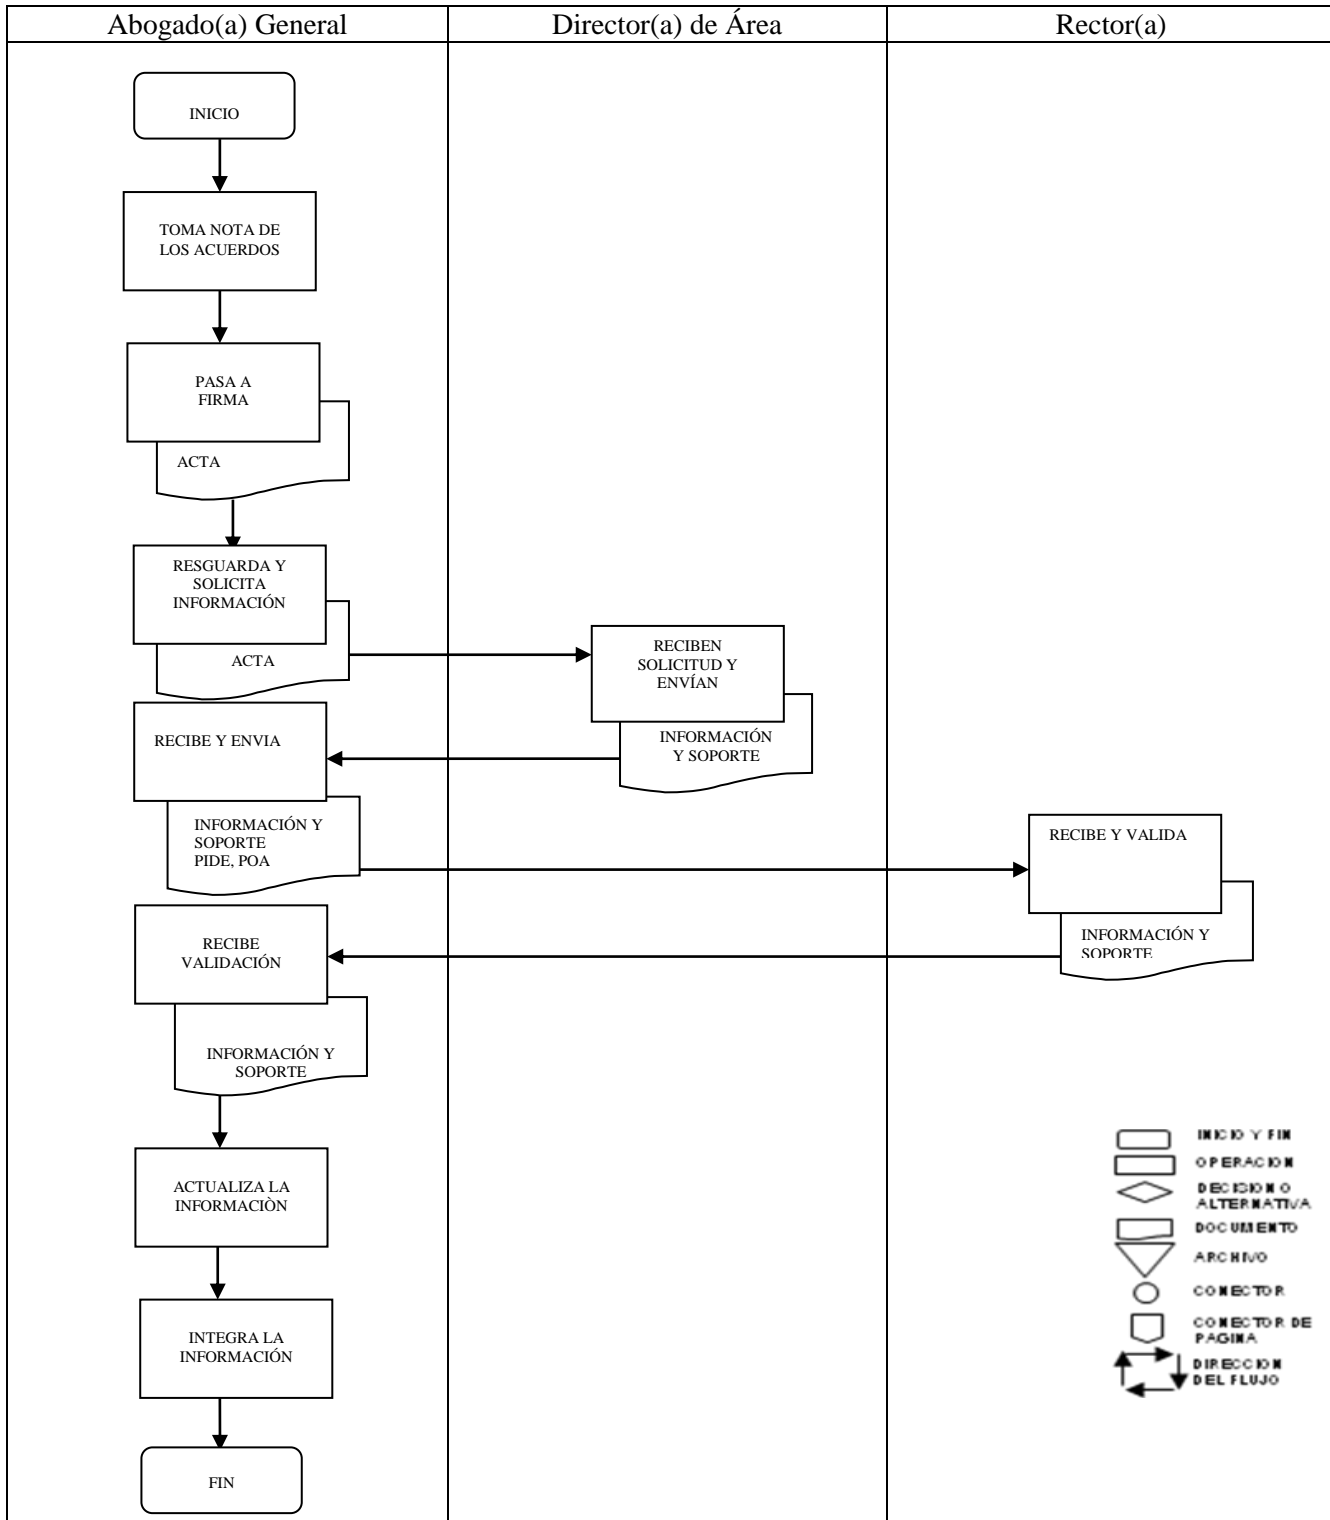 Abogado(a) General
Director(a) de Área
Rector(a)
INICIO
TOMA NOTA DE
LOS ACUERDOS
PASA A
FIRMA
ACTA
RESGUARDA Y
SOLICITA
INFORMACIÓN
ACTA
RECIBEN
SOLICITUD Y
ENVÍAN
INFORMACIÓN
Y SOPORTE
RECIBE Y ENVIA
INFORMACIÓN Y
SOPORTE
PIDE, POA
RECIBE Y VALIDA
INFORMACIÓN Y
SOPORTE
RECIBE
VALIDACIÓN
INFORMACIÓN Y
SOPORTE
ACTUALIZA LA
INFORMACIÒN
INTEGRA LA
INFORMACIÓN
FIN
INICIO Y FIN
OPERACION
DECISION O
ALTERNATIVA
DOCUMENTO
ARCHIVO
CONECTOR
CONECTOR DE
PAGINA
DIRECCION
DEL FLUJO